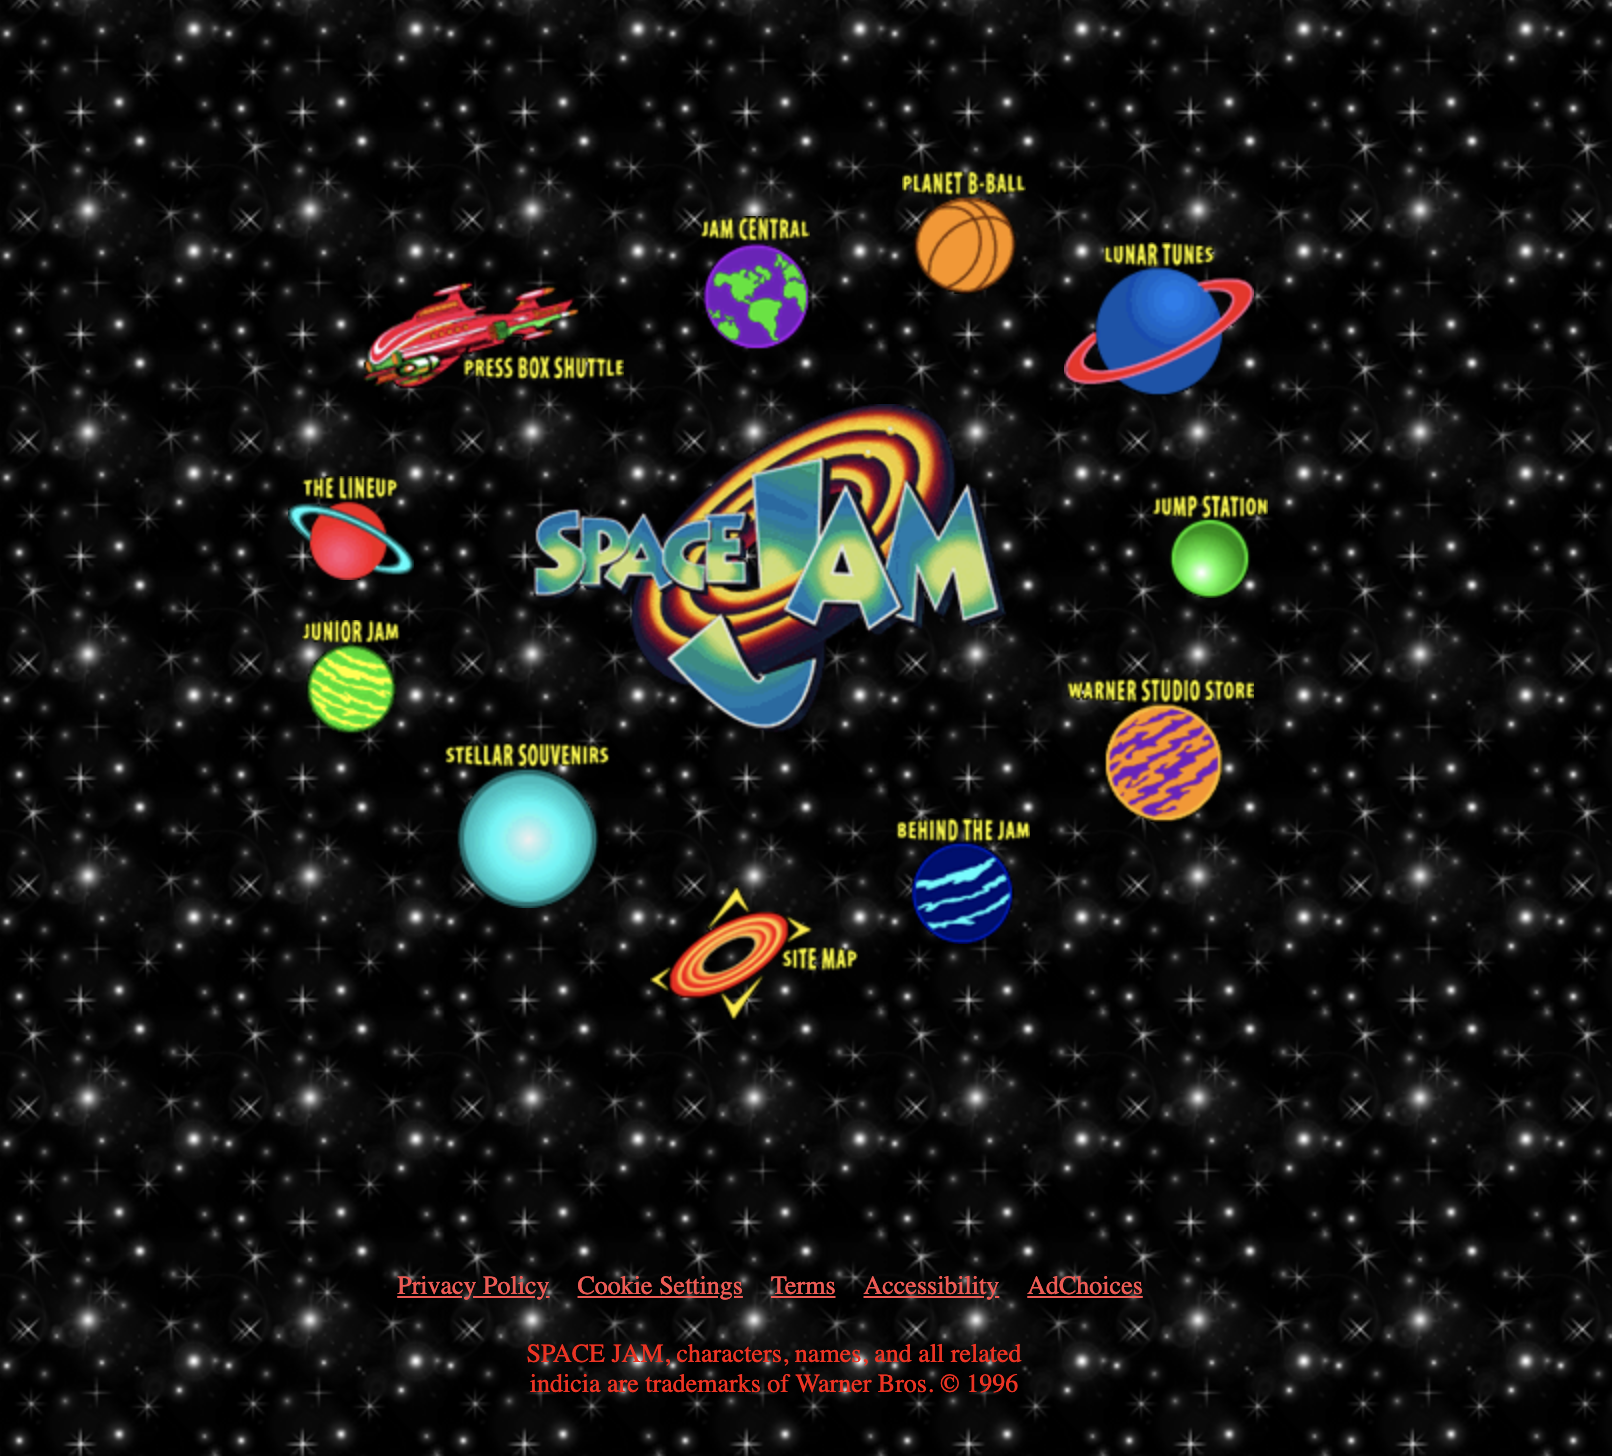 PLANET B-BALL
JAM CENTRAL
LUNAR TUNES
PRESS BOX SHUTTLE
SPACE JAM
THE LINEUP
JUMP STATION
JUNIOR JAM
WARNER STUDIO STORE
STELLAR SOUVENIRS
BEHIND THE JAM
SITE MAP
Privacy Policy Cookie Settings Terms Accessibility AdChoices
SPACE JAM, characters, names, and all related
indicia are trademarks of Warner Bros. © 1996